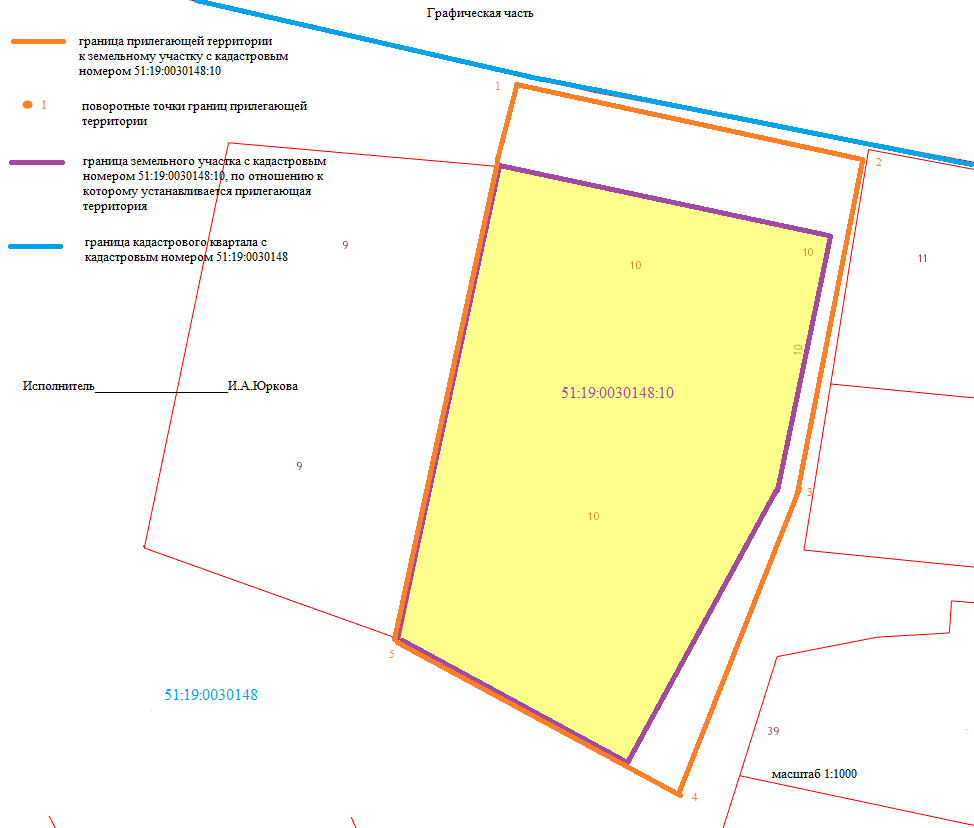 Графическая часть
граница прилегающей территории
к земельному участку с кадастровым
номером 51:19:0030148:10
1
поворотные точки границ прилегающей
территории
граница земельного участка с кадастровым
номером 51:19:0030148:10, по отношению к
которому устанавливается прилегающая
территория
граница кадастрового квартала с
кадастровым номером 51:19:0030148
Исполнитель____________________И.А.Юркова
1
2
9
10
10
11
10
51:19:0030148:10
9
3
10
5
51:19:0030148
39
масштаб 1:1000
4